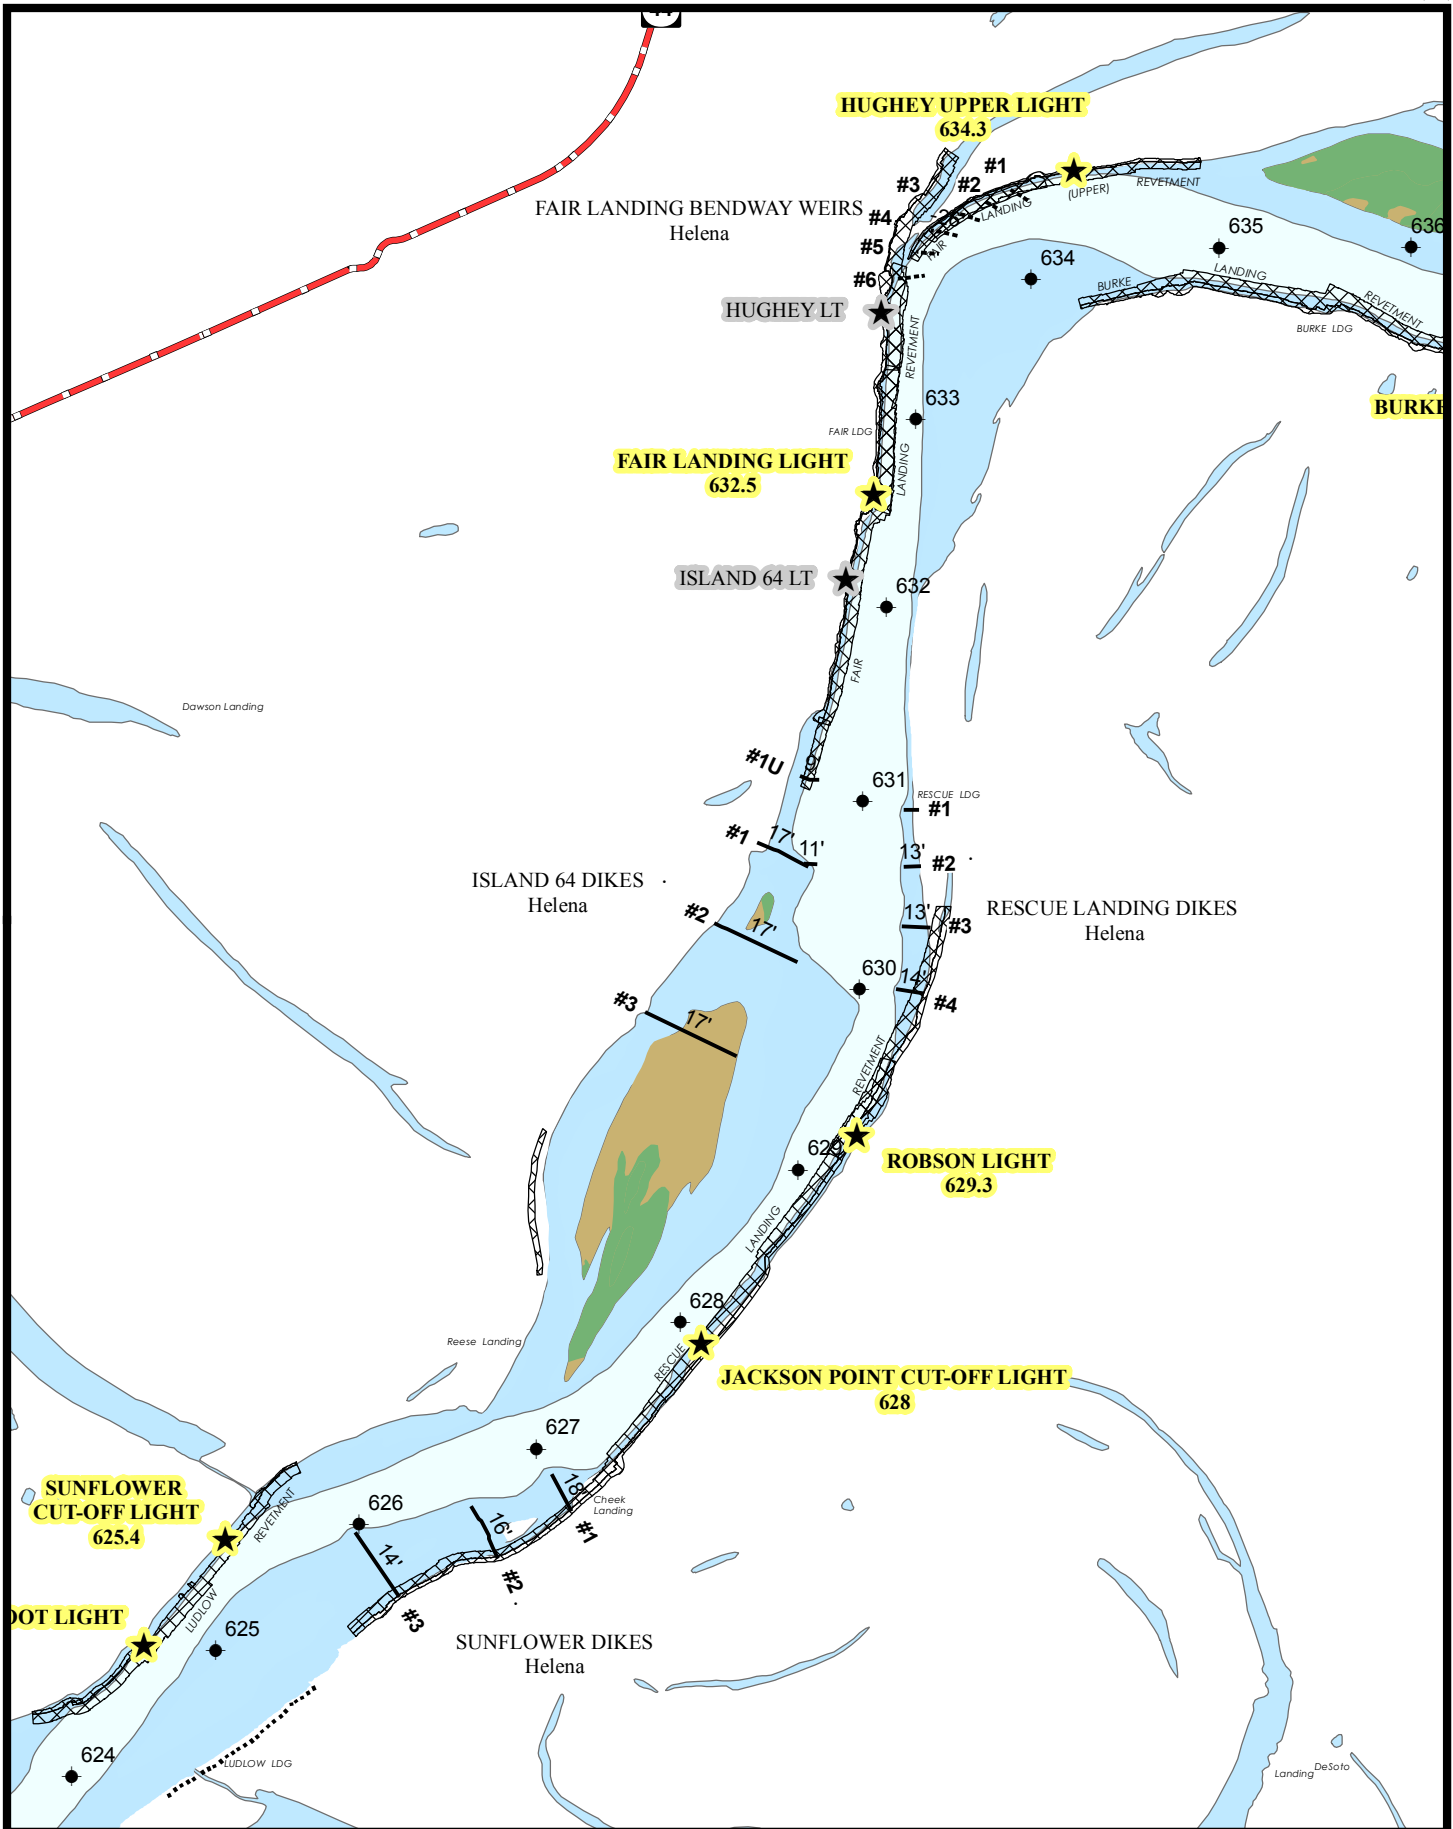 HUGHEY UPPER LIGHT
634.3
#1
#2
#3
#4
#5
#6
FAIR LANDING BENDWAY WEIRS
Helena
FAIR
LANDING
(UPPER)
REVETMENT
635
636
634
BURKE
LANDING
REVETMENT
BURKE LDG
HUGHEY LT
REVETMENT
633
FAIR LDG
LANDING
FAIR LANDING LIGHT
632.5
ISLAND 64 LT
632
FAIR
Dawson Landing
#1U
9'
631
RESCUE LDG
#1
#1
17'
11'
13'
#2
ISLAND 64 DIKES
Helena
#2
17'
13'
#3
RESCUE LANDING DIKES
Helena
630
14'
#4
#3
17'
REVETMENT
629
ROBSON LIGHT
629.3
LANDING
628
Reese Landing
RESCUE
JACKSON POINT CUT-OFF LIGHT
628
627
SUNFLOWER
CUT-OFF LIGHT
625.4
REVETMENT
626
18'
Cheek
Landing
#1
16'
#2
14'
#3
LUDLOW
OOT LIGHT
625
SUNFLOWER DIKES
Helena
624
LUDLOW LDG
Landing DeSoto